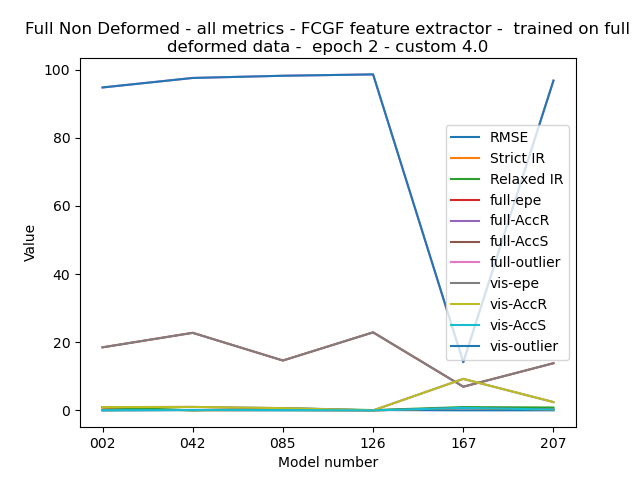 Full Non Deformed - all metrics - FCGF feature extractor -  trained on full
deformed data -  epoch 2 - custom 4.0
100
80
60
40
20
0
Value
RMSE
Strict IR
Relaxed IR
full-epe
full-AccR
full-AccS
full-outlier
vis-epe
vis-AccR
vis-AccS
vis-outlier
002 042 085 126 167 207
Model number